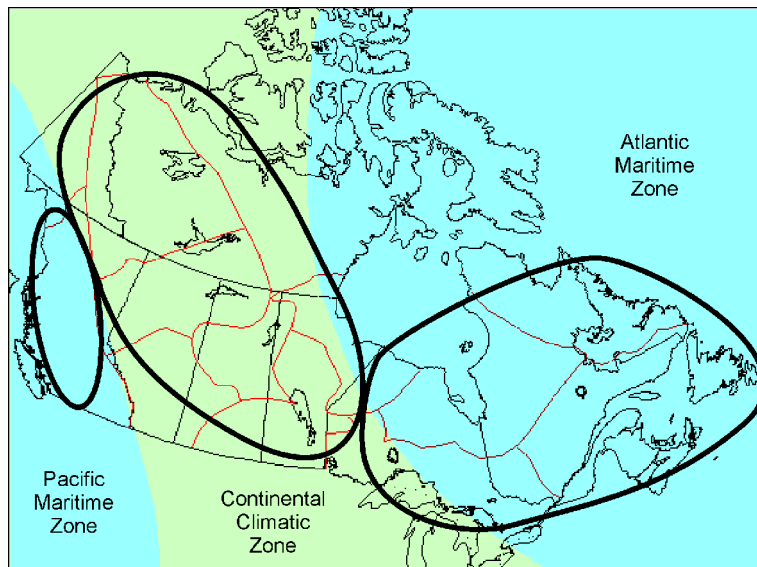 Atlantic
Maritime
Zone
Pacific
Maritime
Zone
Continental
Climatic
Zone